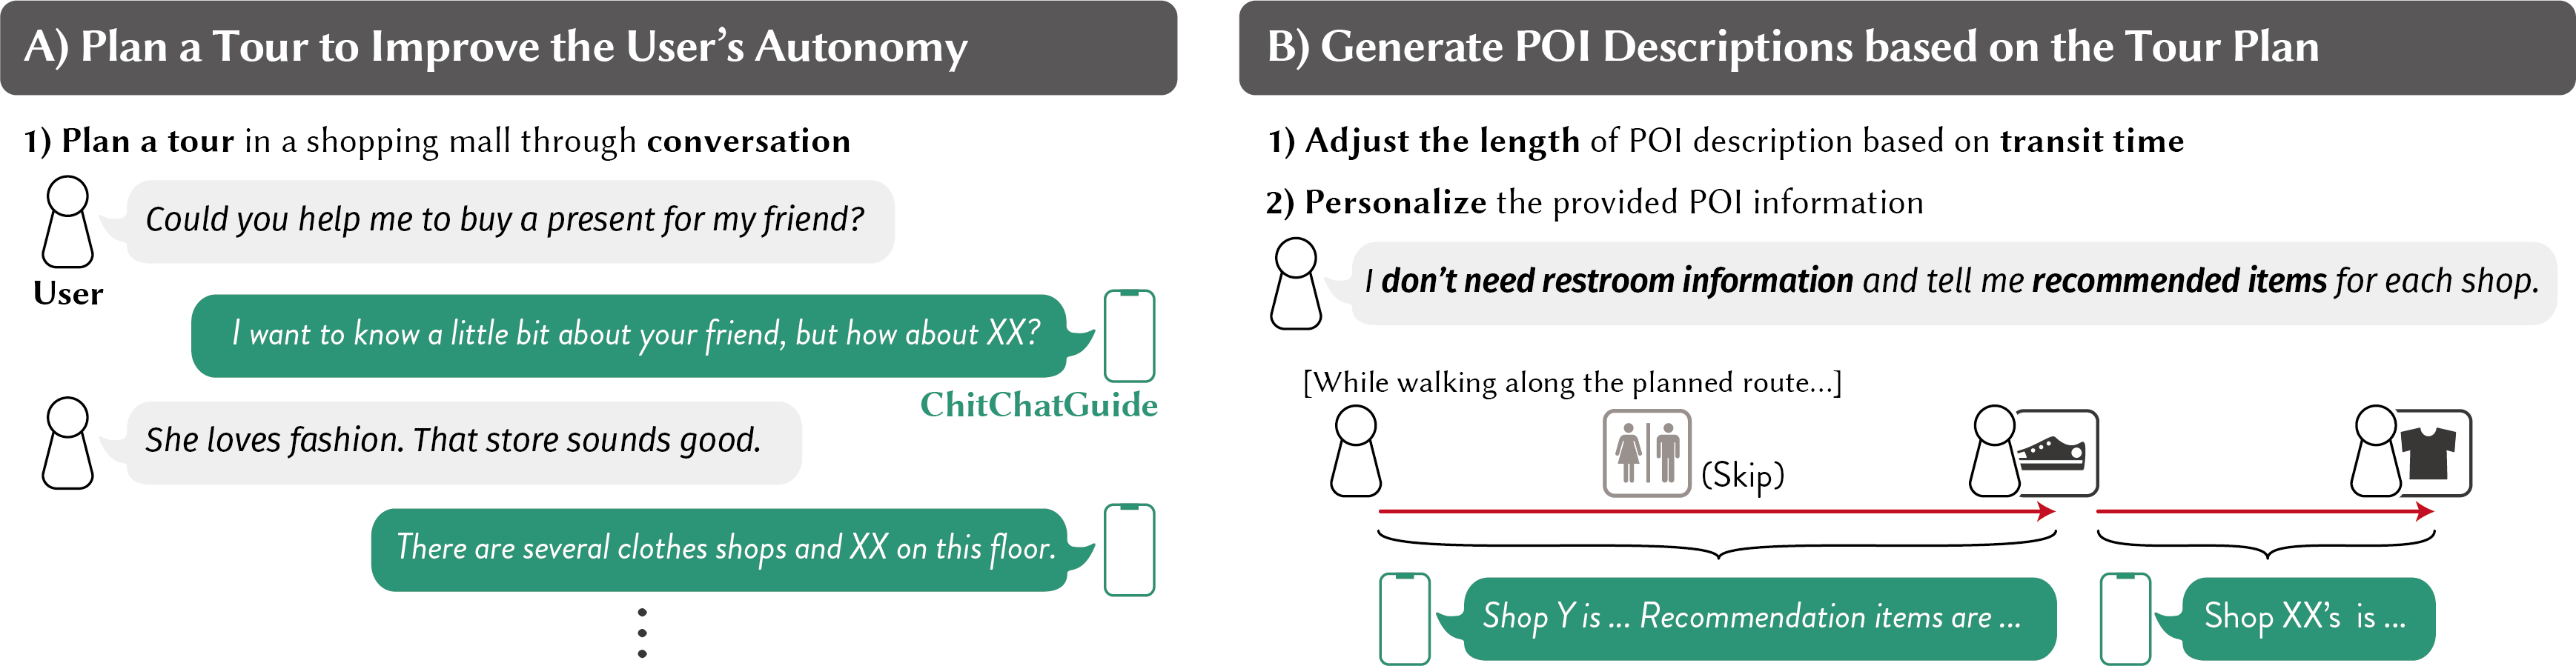 A) Plan a Tour to Improve the User's Autonomy
1) Plan a tour in a shopping mall through conversation
Could you help me to buy a present for my friend?
User
I want to know a little bit about your friend, but how about XX?
ChitChatGuide
She loves fashion. That store sounds good.
There are several clothes shops and XX on this floor.
B) Generate POI Descriptions based on the Tour Plan
1) Adjust the length of POI description based on transit time
2) Personalize the provided POI information
I don't need restroom information and tell me recommended items for each shop.
[While walking along the planned route...]
(Skip)
Shop Y is ... Recommendation items are ...
Shop XX's is ...